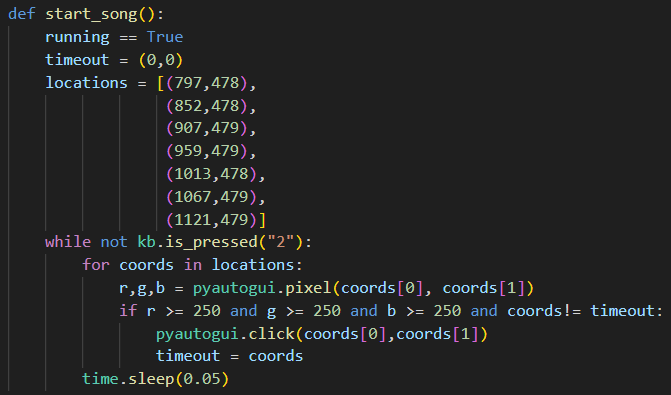 def start_song():
    running == True
    timeout = (0,0)
    locations = [(797,478),
                 (852,478),
                 (907,479),
                 (959,479),
                 (1013,478),
                 (1067,479),
                 (1121,479)]
    while not kb.is_pressed("2"):
        for coords in locations:
            r,g,b = pyautogui.pixel(coords[0], coords[1])
            if r >= 250 and g >= 250 and b >= 250 and coords!= timeout:
                pyautogui.click(coords[0],coords[1])
                timeout = coords
        time.sleep(0.05)